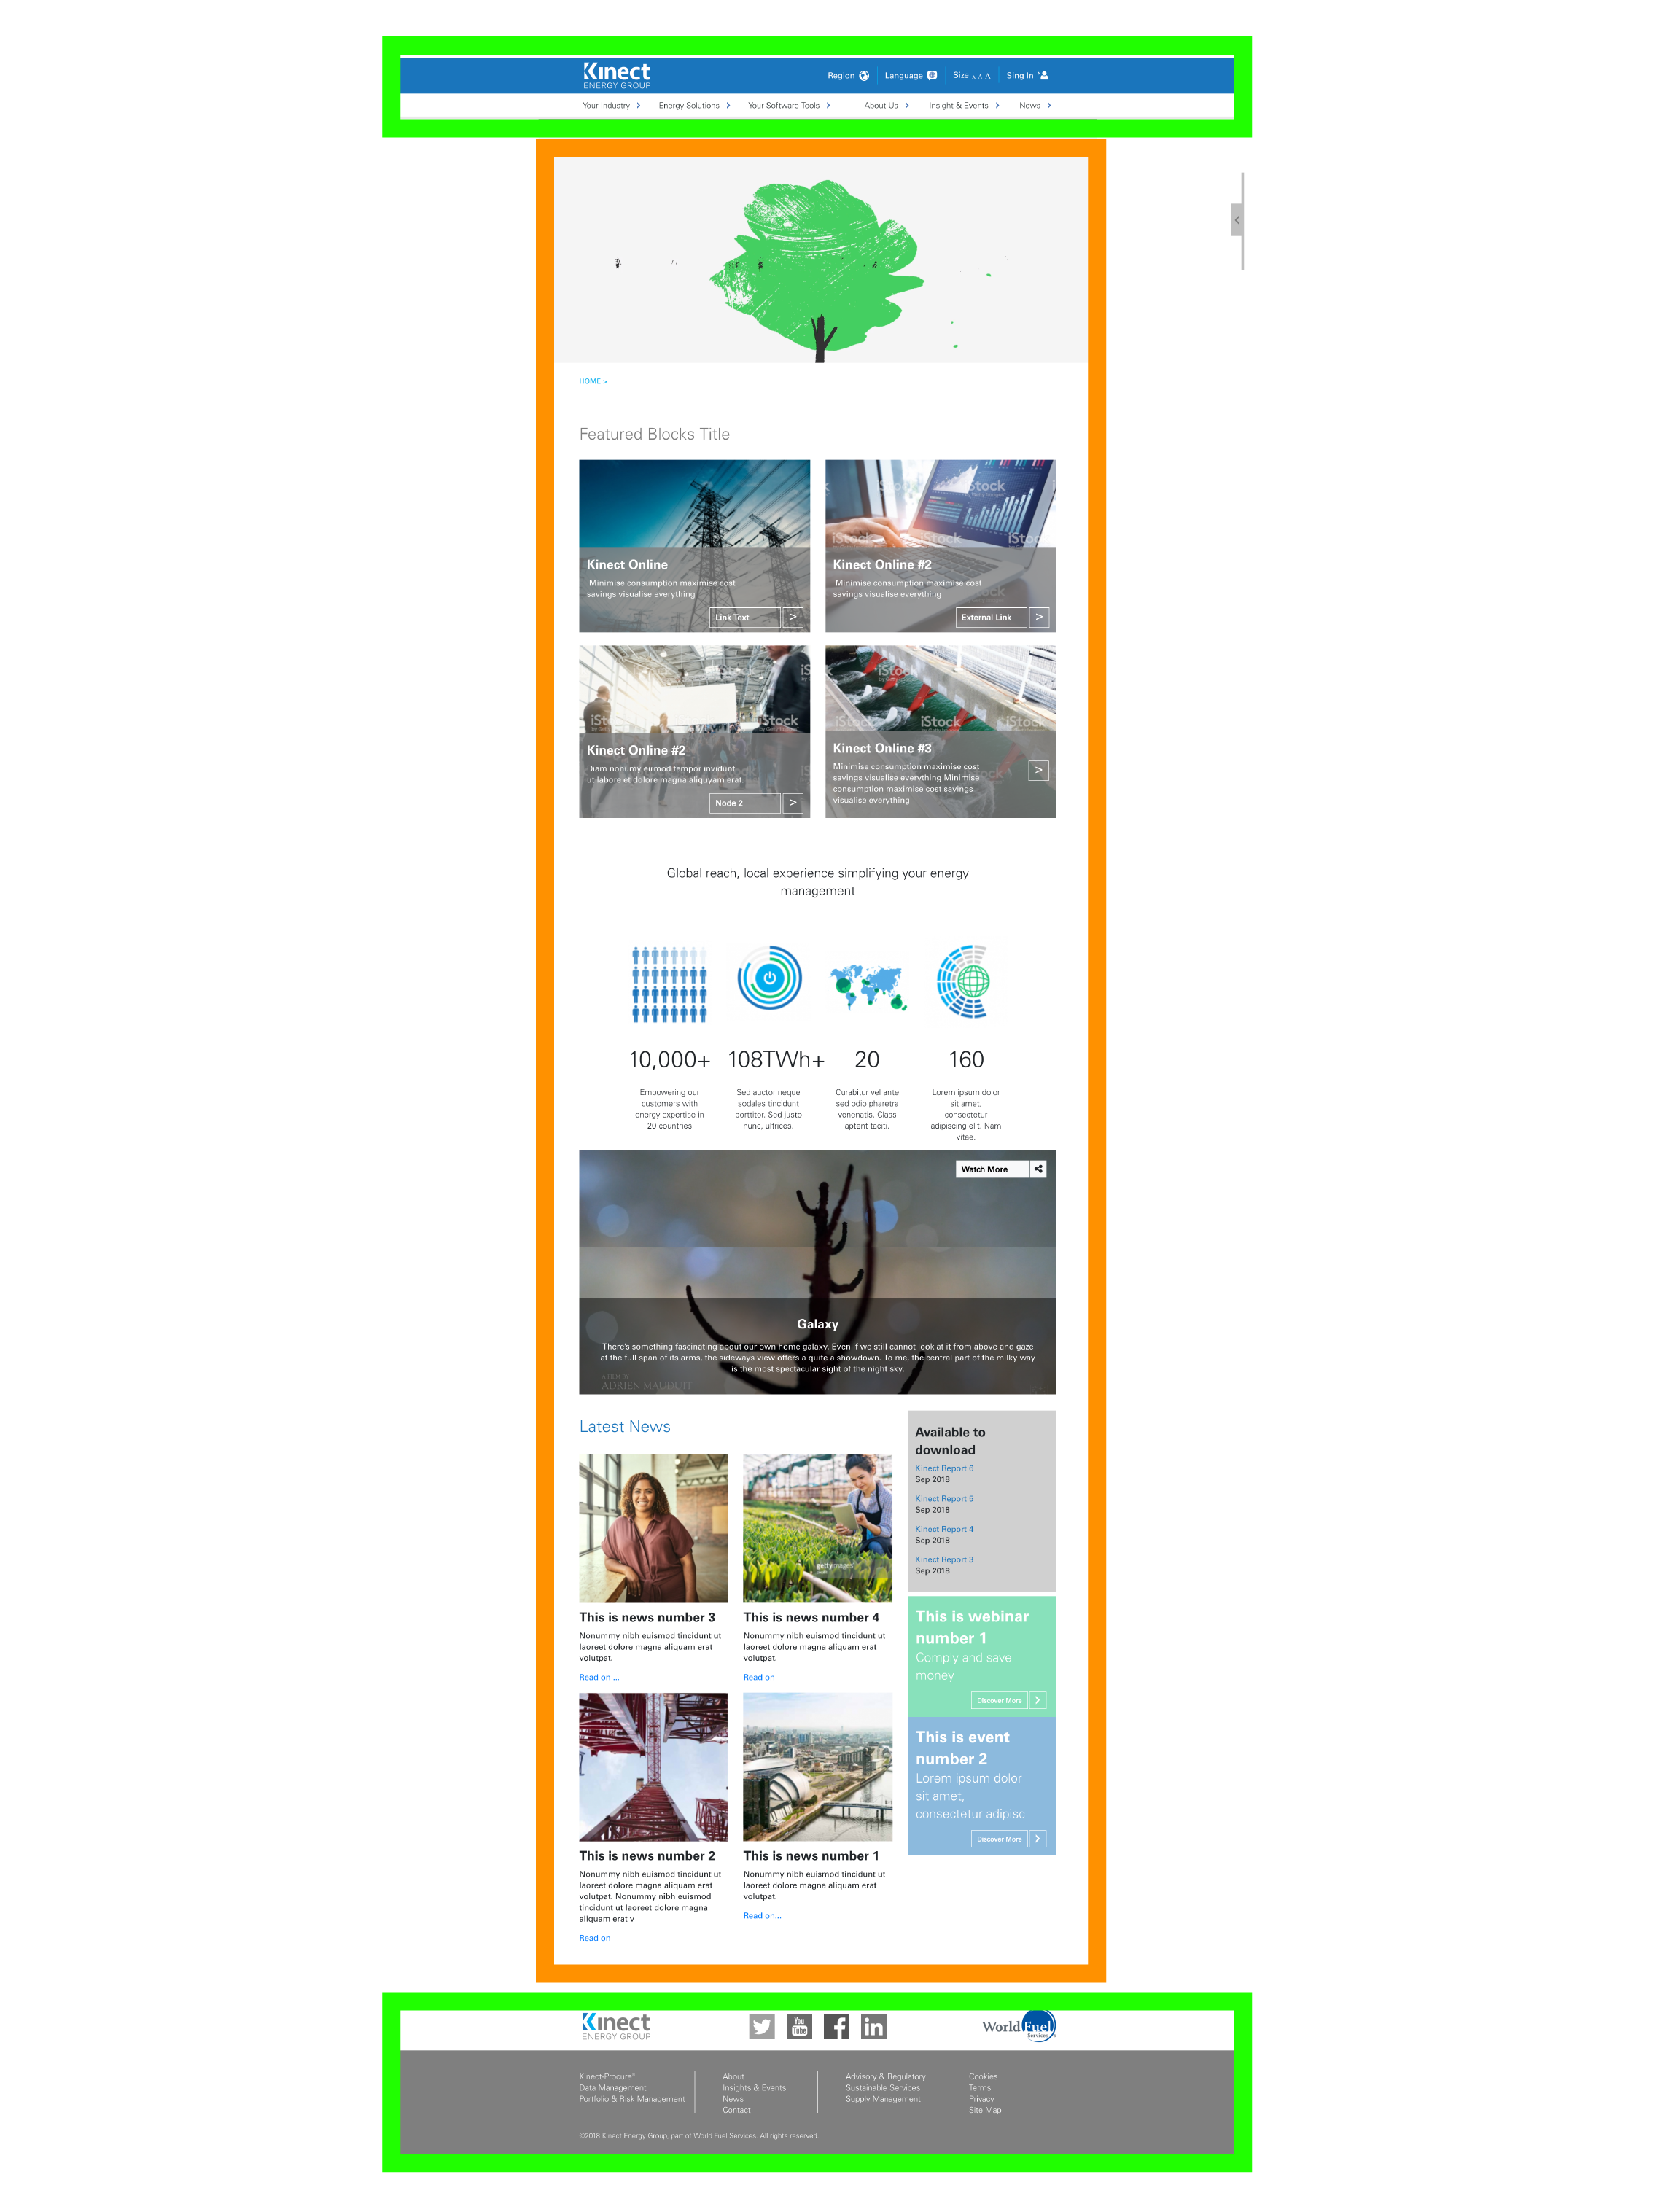 Kinect
ENERGY GROUP
Region
Language
Size A A A
Sing In
Your Industry
Energy Solutions
Your Software Tools
About Us
Insight & Events
News
HOME >
Featured Blocks Title
Kinect Online
Minimise consumption maximise cost
savings visualise everything
Link Text >
iStock
Kinect Online #2
Minimise consumption maximise cost
savings visualise everything
External Link >
iStock
Kinect Online #2
Diam nonumy eirmod tempor invidunt
ut labore et dolore magna aliquyam erat.
Node 2 >
iStock
Kinect Online #3
Minimise consumption maximise cost
savings visualise everything Minimise
consumption maximise cost savings
visualise everything
>
Global reach, local experience simplifying your energy
management
10,000+
Empowering our
customers with
energy expertise in
20 countries
108TWh+
Sed auctor neque
sodales tincidunt
porttitor. Sed justo
nunc, ultrices.
20
Curabitur vel ante
sed odio pharetra
venenatis. Class
aptent taciti.
160
Lorem ipsum dolor
sit amet,
consectetur
adipiscing elit. Nam
vitae.
Watch More
Galaxy
There's something fascinating about our own home galaxy. Even if we still cannot look at it from above and gaze
at the full span of its arms, the sideways view offers a quite a showdown. To me, the central part of the milky way
is the most spectacular sight of the night sky.
A FILM BY
ADRIEN MAUDUIT
Latest News
This is news number 3
Nonummy nibh euismod tincidunt ut
laoreet dolore magna aliquam erat
volutpat.
Read on ...
gettyimages
This is news number 4
Nonummy nibh euismod tincidunt ut
laoreet dolore magna aliquam erat
volutpat.
Read on
This is news number 2
Nonummy nibh euismod tincidunt ut
laoreet dolore magna aliquam erat
volutpat. Nonummy nibh euismod
tincidunt ut laoreet dolore magna
aliquam erat v
Read on
This is news number 1
Nonummy nibh euismod tincidunt ut
laoreet dolore magna aliquam erat
volutpat.
Read on...
Available to
download
Kinect Report 6
Sep 2018
Kinect Report 5
Sep 2018
Kinect Report 4
Sep 2018
Kinect Report 3
Sep 2018
This is webinar
number 1
Comply and save
money
Discover More
This is event
number 2
Lorem ipsum dolor
sit amet,
consectetur adipisc
Discover More
Kinect
ENERGY GROUP
You
Tube
in
World Fuel
Services
Kinect-Procure®
Data Management
Portfolio & Risk Management
About
Insights & Events
News
Contact
Advisory & Regulatory
Sustainable Services
Supply Management
Cookies
Terms
Privacy
Site Map
©2018 Kinect Energy Group, part of World Fuel Services. All rights reserved.